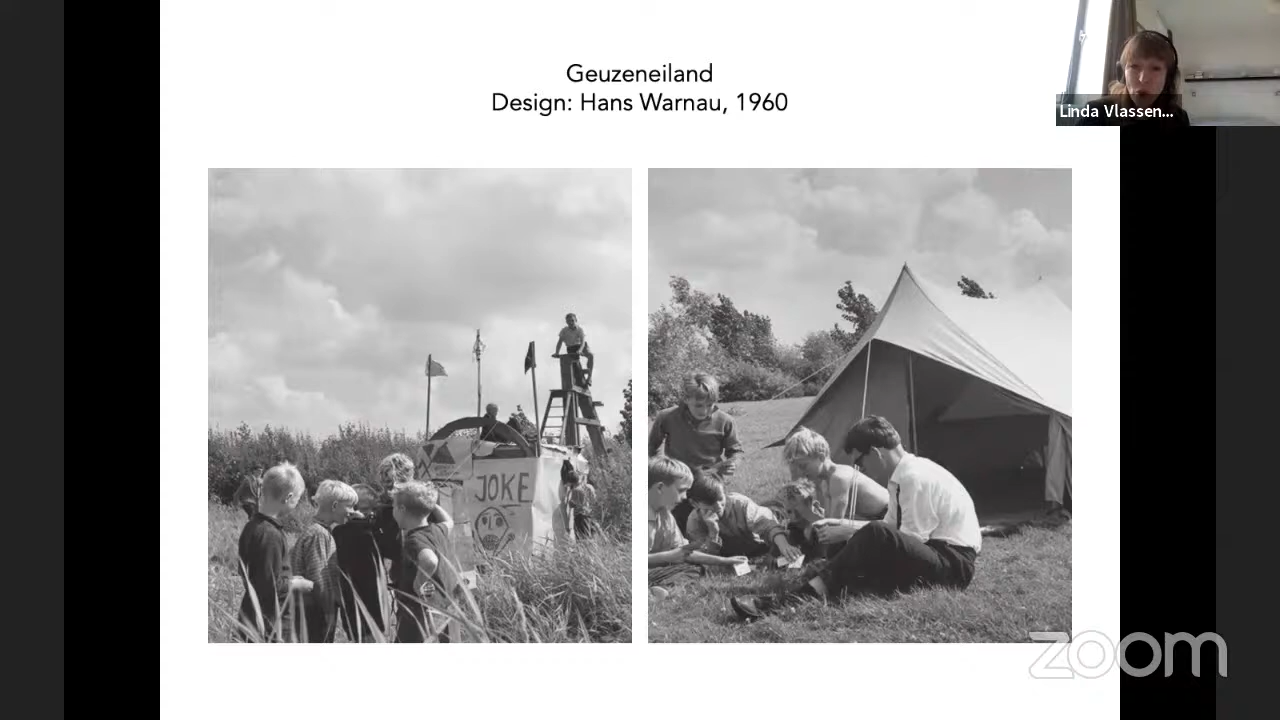 Geuzeneiland
Design: Hans Warnau, 1960
Linda Vlassen...
JOKE
zoom